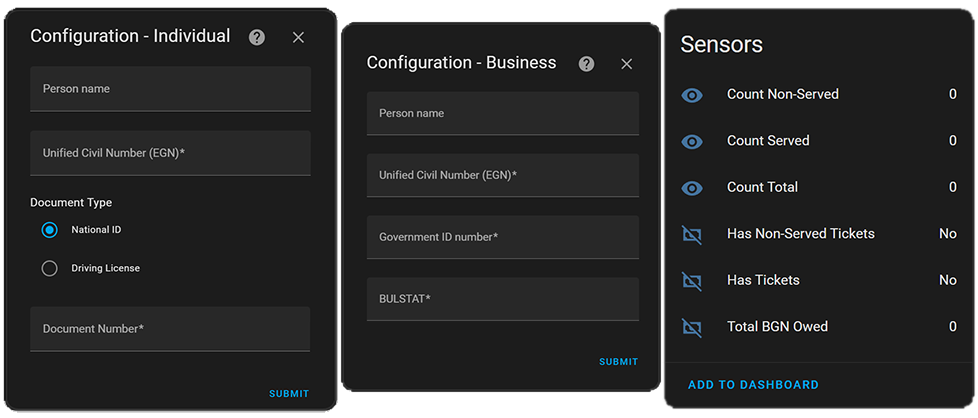 Configuration - Individual
Person name
Unified Civil Number (EGN)*
Document Type
National ID
Driving License
Document Number*
SUBMIT
Configuration - Business
Person name
Unified Civil Number (EGN)*
Government ID number*
BULSTAT*
SUBMIT
Sensors
Count Non-Served 0
Count Served 0
Count Total 0
Has Non-Served Tickets No
Has Tickets No
Total BGN Owed 0
ADD TO DASHBOARD